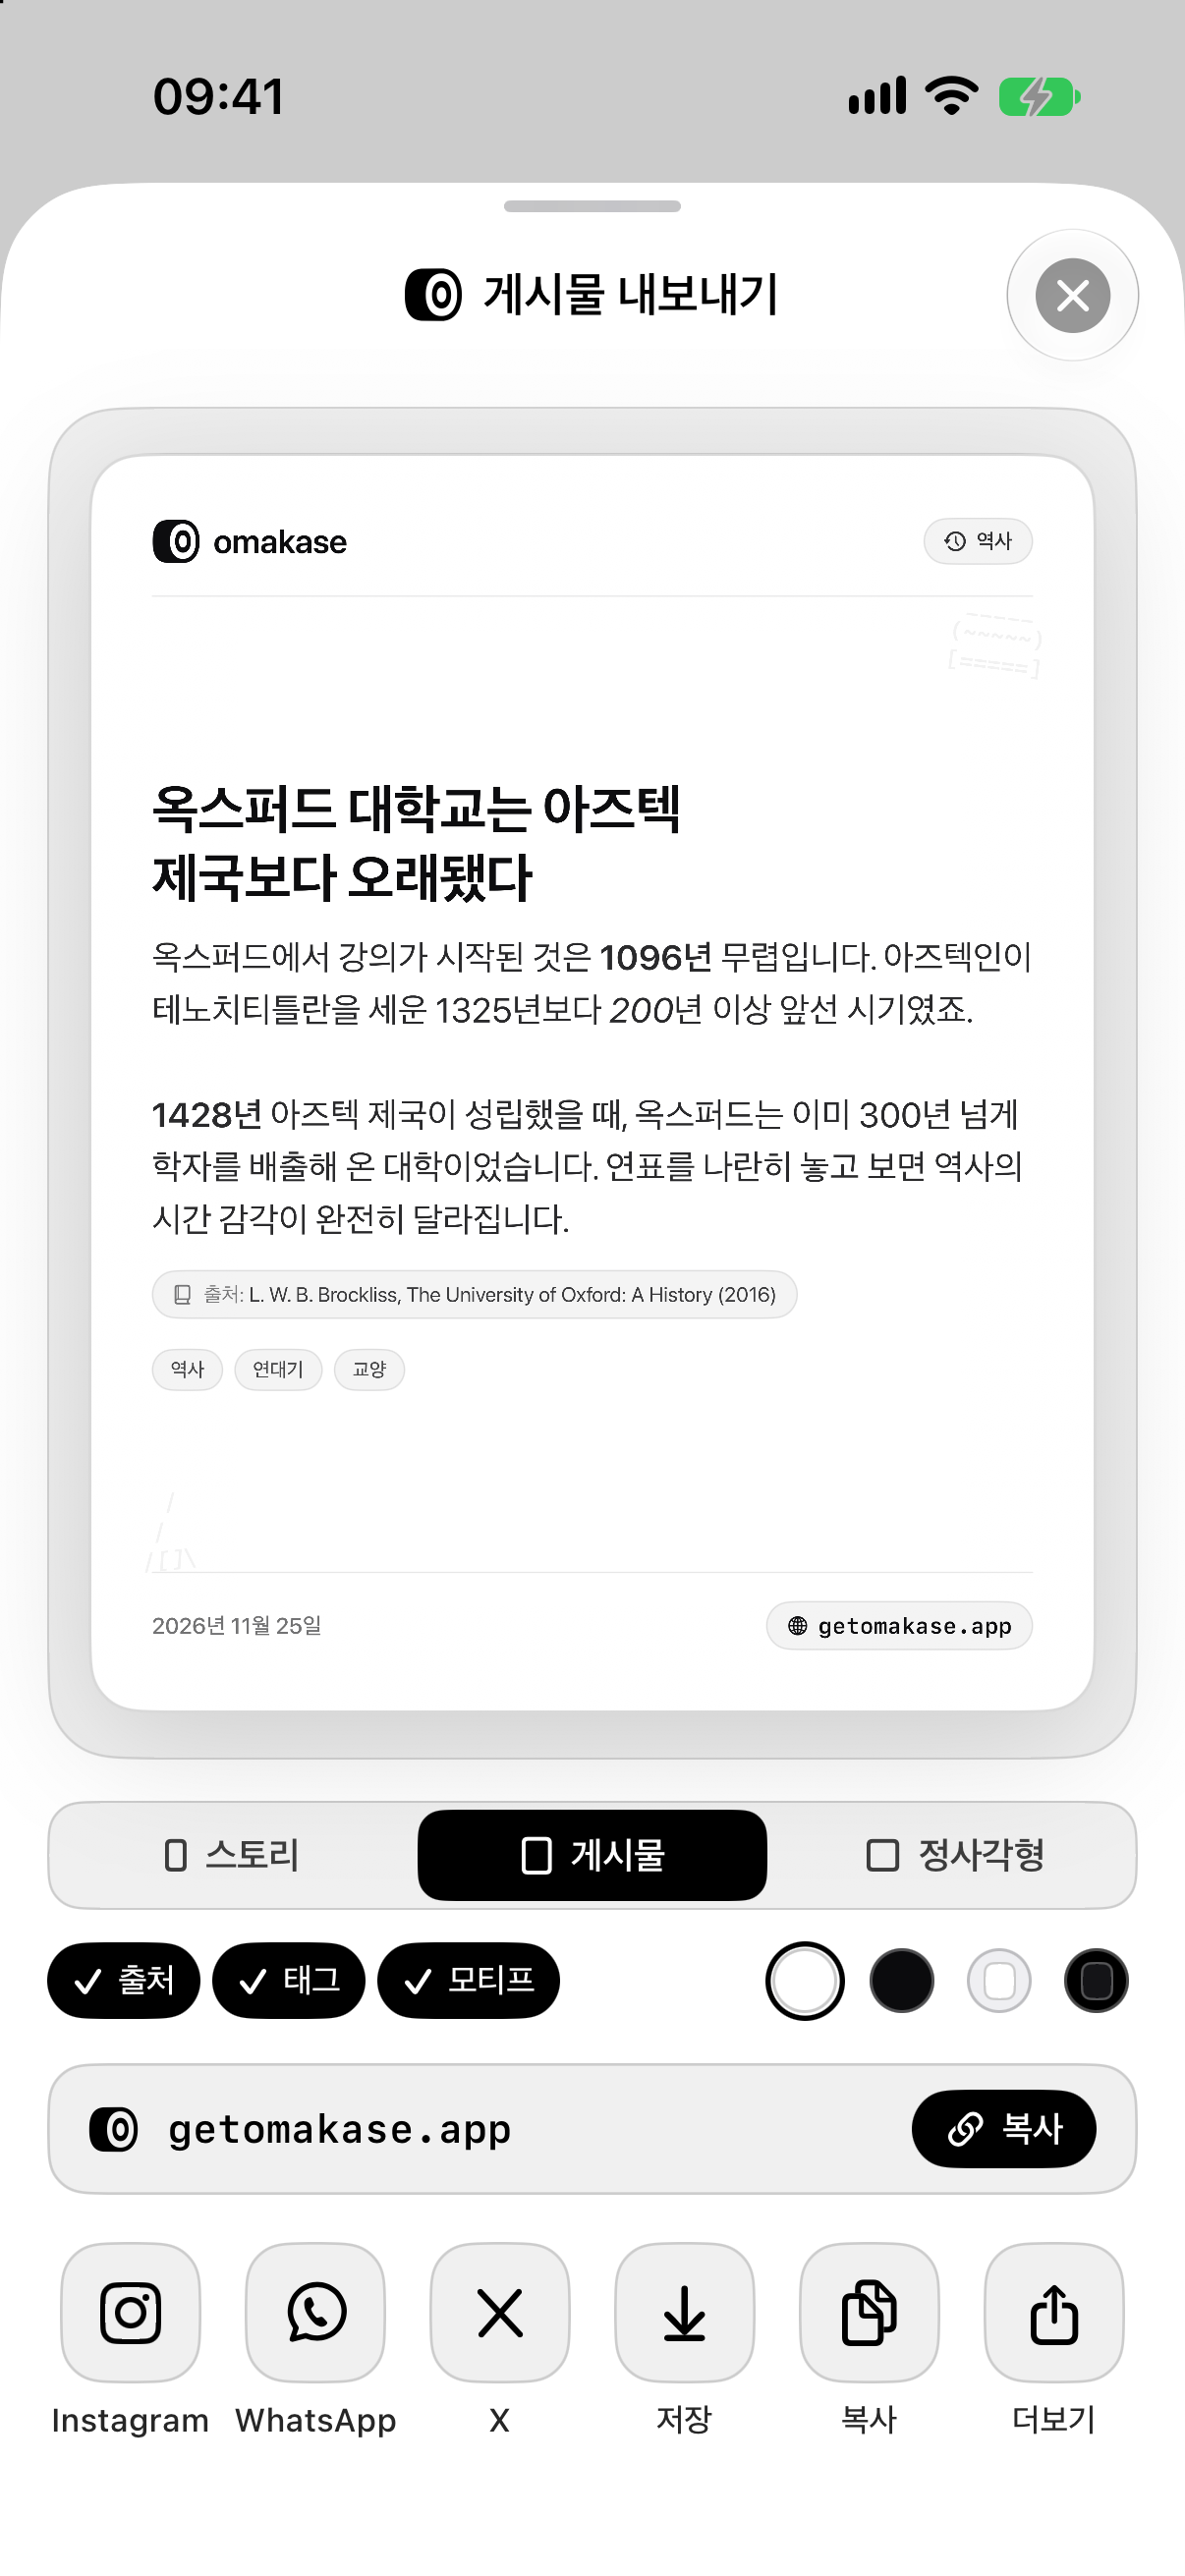 09:41
게시물 내보내기
omakase
역사
옥스퍼드 대학교는 아즈텍
제국보다 오래됐다
옥스퍼드에서 강의가 시작된 것은 1096년 무렵입니다. 아즈텍인이
테노치티틀란을 세운 1325년보다 200년 이상 앞선 시기였죠.
1428년 아즈텍 제국이 성립했을 때, 옥스퍼드는 이미 300년 넘게
학자를 배출해 온 대학이었습니다. 연표를 나란히 놓고 보면 역사의
시간 감각이 완전히 달라집니다.
출처: L. W. B. Brockliss, The University of Oxford: A History (2016)
역사 연대기 교양
2026년 11월 25일
getomakase.app
스토리 게시물 정사각형
출처 태그 모티프
getomakase.app
복사
Instagram WhatsApp X 저장 복사 더보기